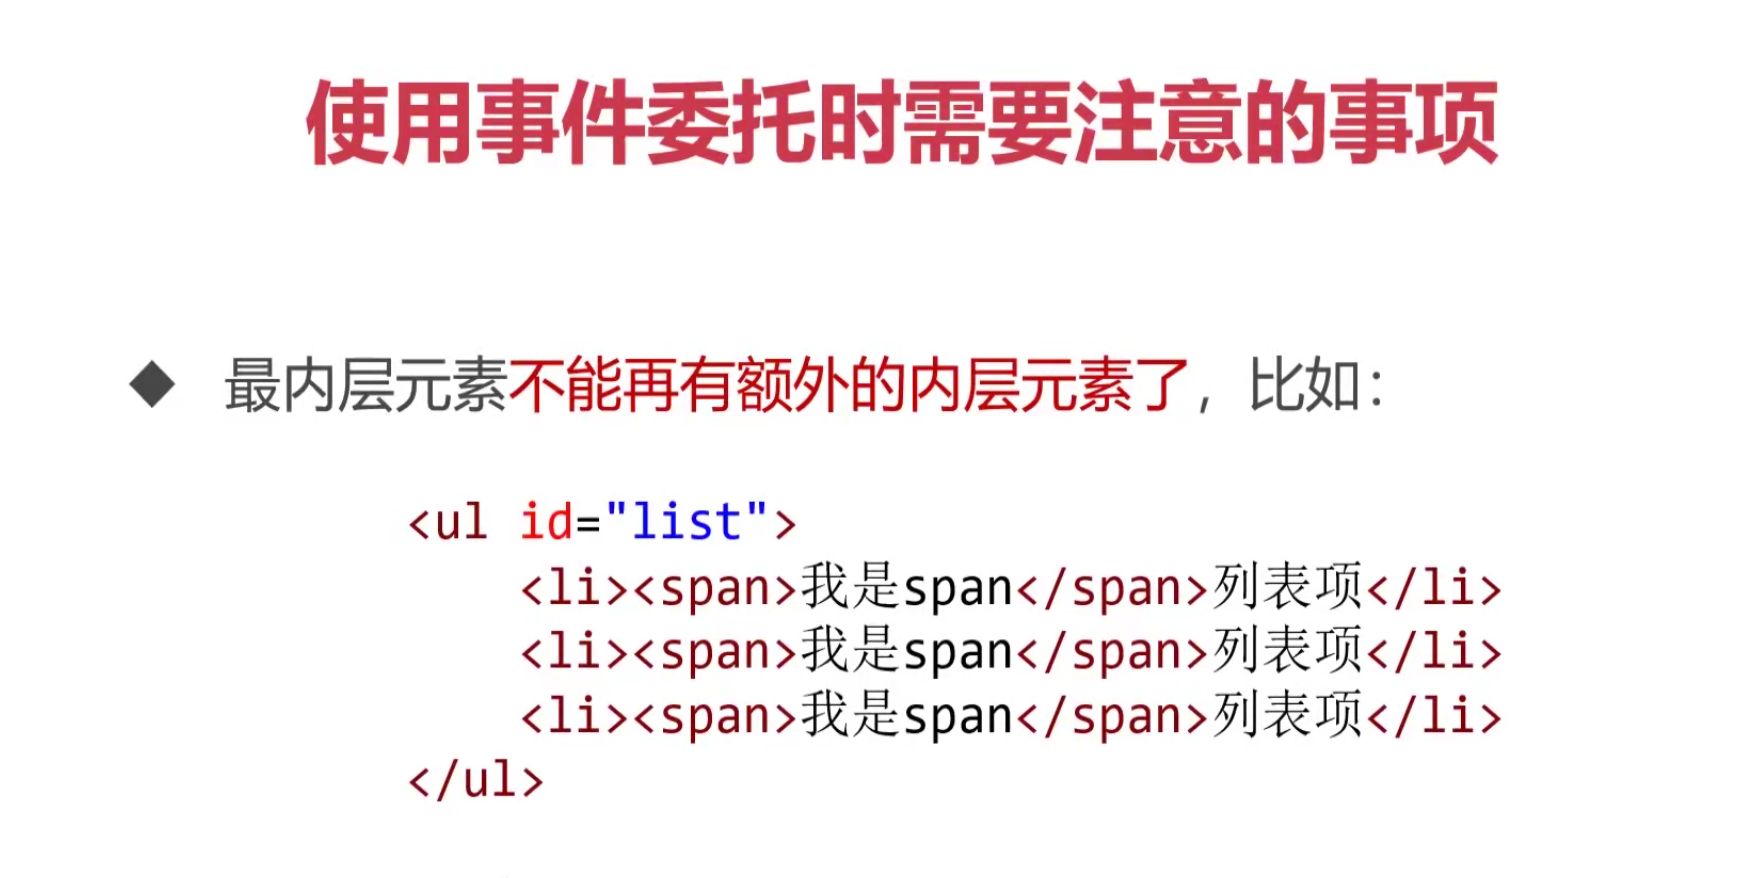 使用事件委托时需要注意的事项
◆ 最内层元素不能再有额外的内层元素了，比如：
<ul id="list">
<li><span>我是span</span>列表项</li>
<li><span>我是span</span>列表项</li>
<li><span>我是span</span>列表项</li>
</ul>